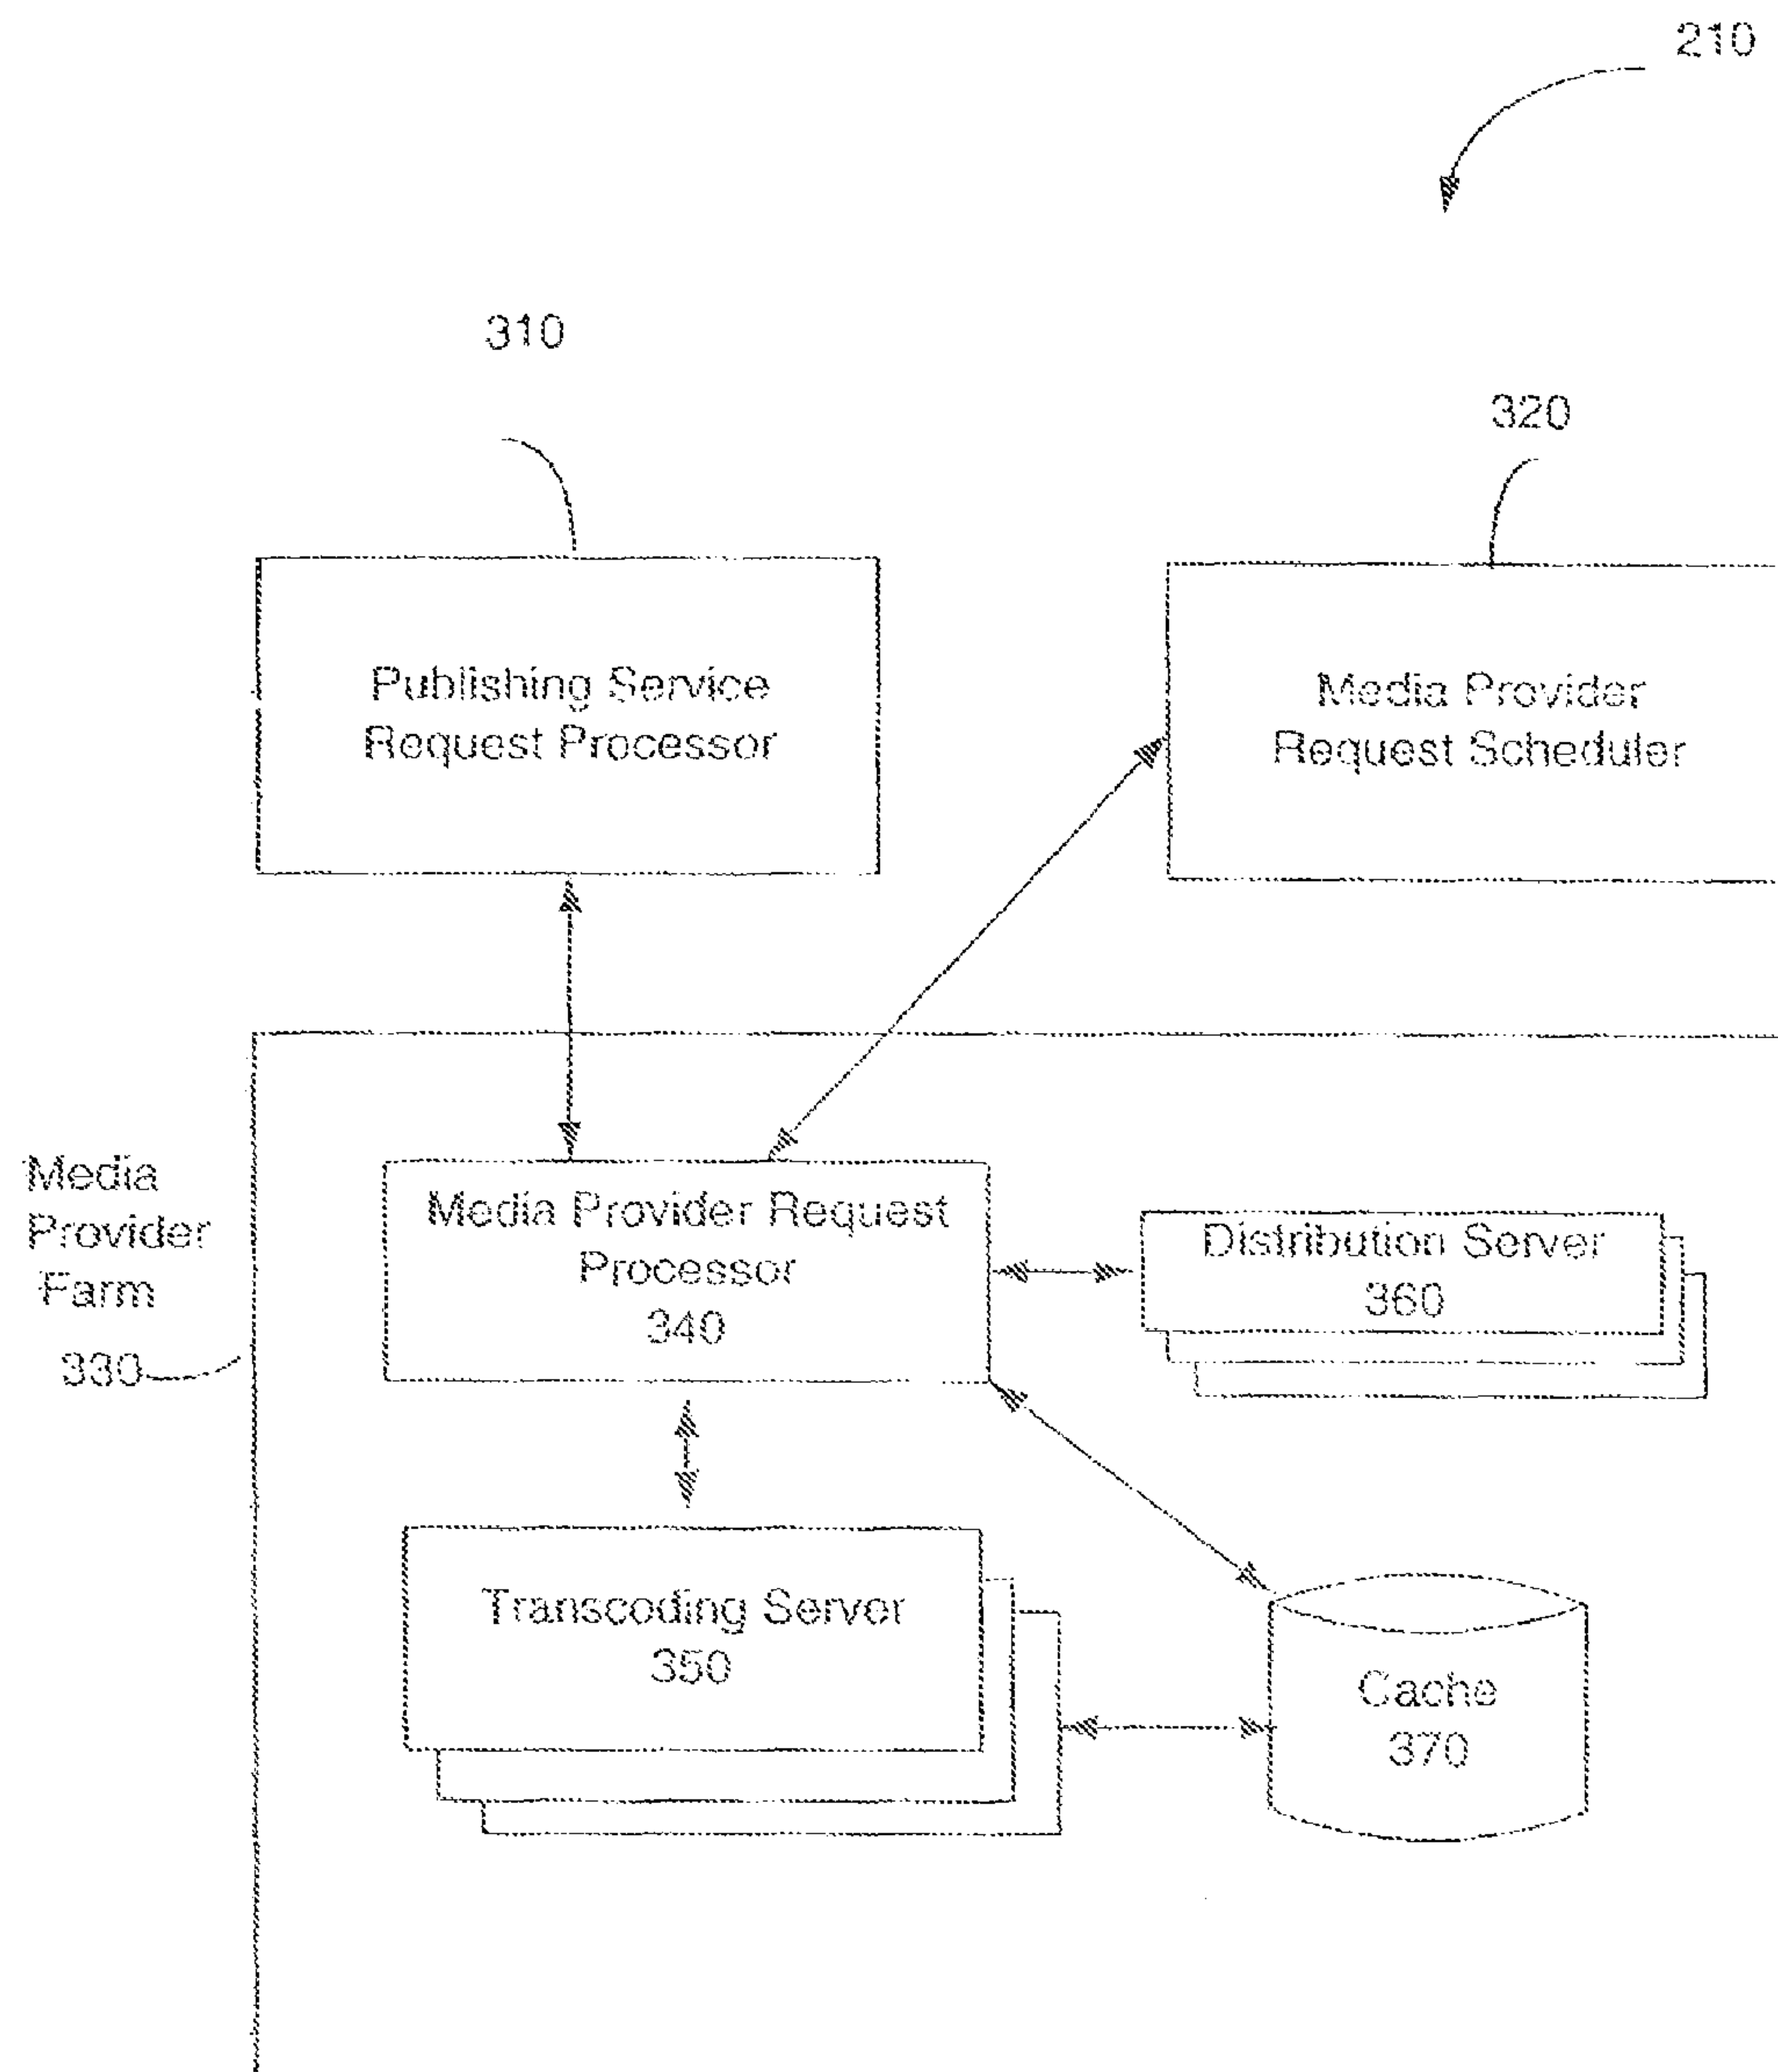 210
310
320
Publishing Service
Request Processor
Media Provider
Request Scheduler
Media
Provider
Farm
330
Media Provider Request
Processor
340
Distribution Server
360
Transcoding Server
350
Cache
370